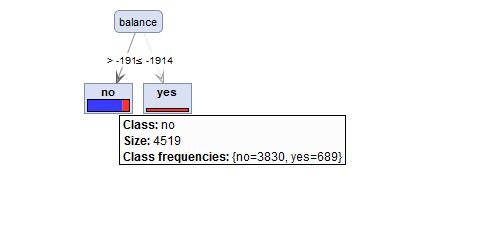 balance
> -191≤ -1914
no yes
Class: no
Size: 4519
Class frequencies: {no=3830, yes=689}